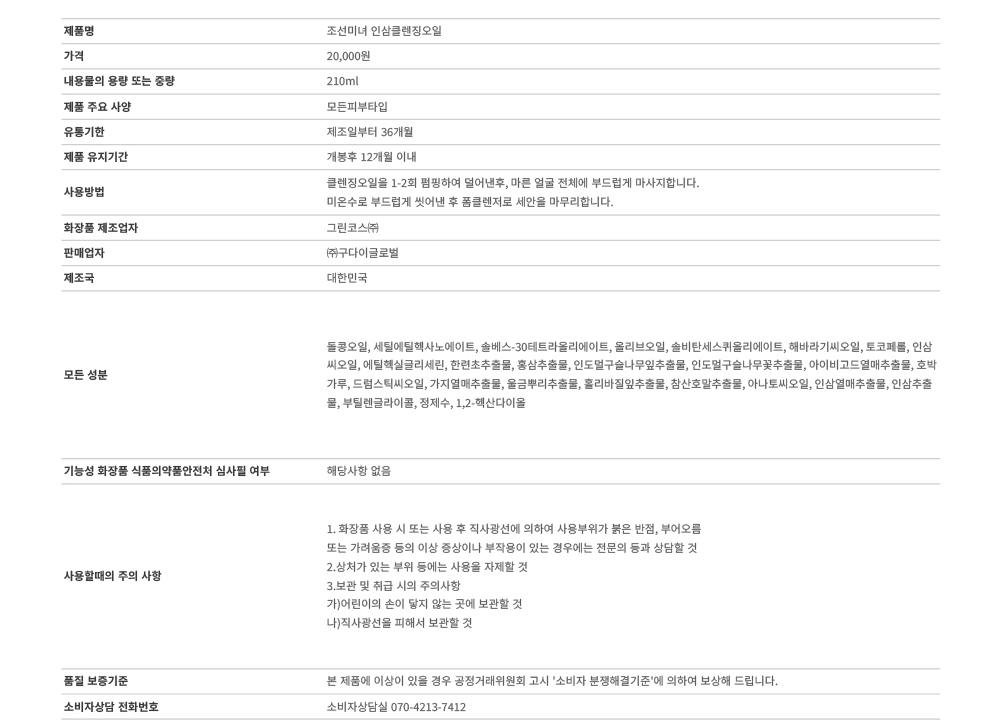 제품명 조선미녀 인삼클렌징오일
가격 20,000원
내용물의 용량 또는 중량 210ml
제품 주요 사양 모든피부타입
유통기한 제조일부터 36개월
제품 유지기간 개봉후 12개월 이내
사용방법
클렌징오일을 1-2회 펌핑하여 덜어낸후, 마른 얼굴 전체에 부드럽게 마사지합니다.
미온수로 부드럽게 씻어낸 후 폼클렌저로 세안을 마무리합니다.
화장품 제조업자 그린코스㈜
판매업자 ㈜구다이글로벌
제조국 대한민국
모든 성분
돌콩오일, 세틸에틸헥사노에이트, 솔베스-30테트라올리에이트, 올리브오일, 솔비탄세스퀴올리에이트, 해바라기씨오일, 토코페롤, 인삼
씨오일, 에틸헥실글리세린, 한련초추출물, 홍삼추출물, 인도멀구슬나무잎추출물, 인도멀구슬나무꽃추출물, 아이비고드열매추출물, 호박
가루, 드럼스틱씨오일, 가지열매추출물, 울금뿌리추출물, 홀리바질잎추출물, 참산호말추출물, 아나토씨오일, 인삼열매추출물, 인삼추출
물, 부틸렌글라이콜, 정제수, 1,2-헥산다이올
기능성 화장품 식품의약품안전처 심사필 여부 해당사항 없음
사용할때의 주의 사항
1. 화장품 사용 시 또는 사용 후 직사광선에 의하여 사용부위가 붉은 반점, 부어오름
또는 가려움증 등의 이상 증상이나 부작용이 있는 경우에는 전문의 등과 상담할 것
2.상처가 있는 부위 등에는 사용을 자제할 것
3.보관 및 취급 시의 주의사항
가)어린이의 손이 닿지 않는 곳에 보관할 것
나)직사광선을 피해서 보관할 것
품질 보증기준 본 제품에 이상이 있을 경우 공정거래위원회 고시 '소비자 분쟁해결기준'에 의하여 보상해 드립니다.
소비자상담 전화번호 소비자상담실 070-4213-7412